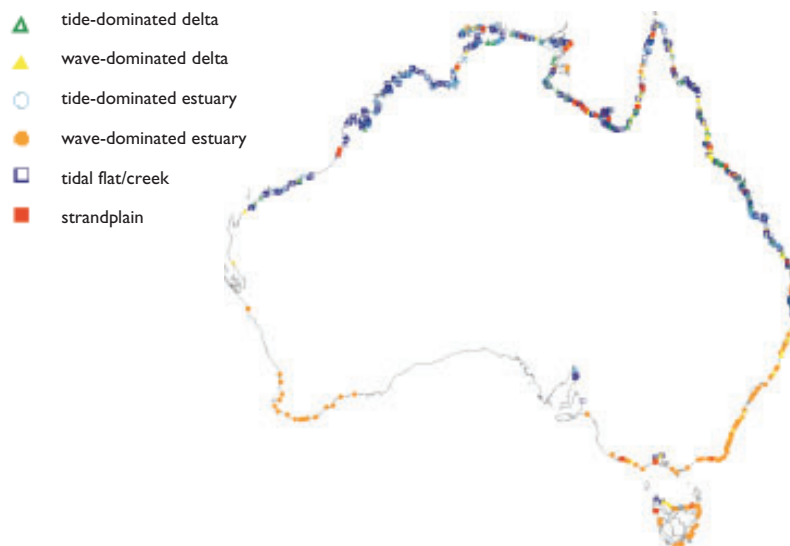 tide-dominated delta
wave-dominated delta
tide-dominated estuary
wave-dominated estuary
tidal flat/creek
strandplain